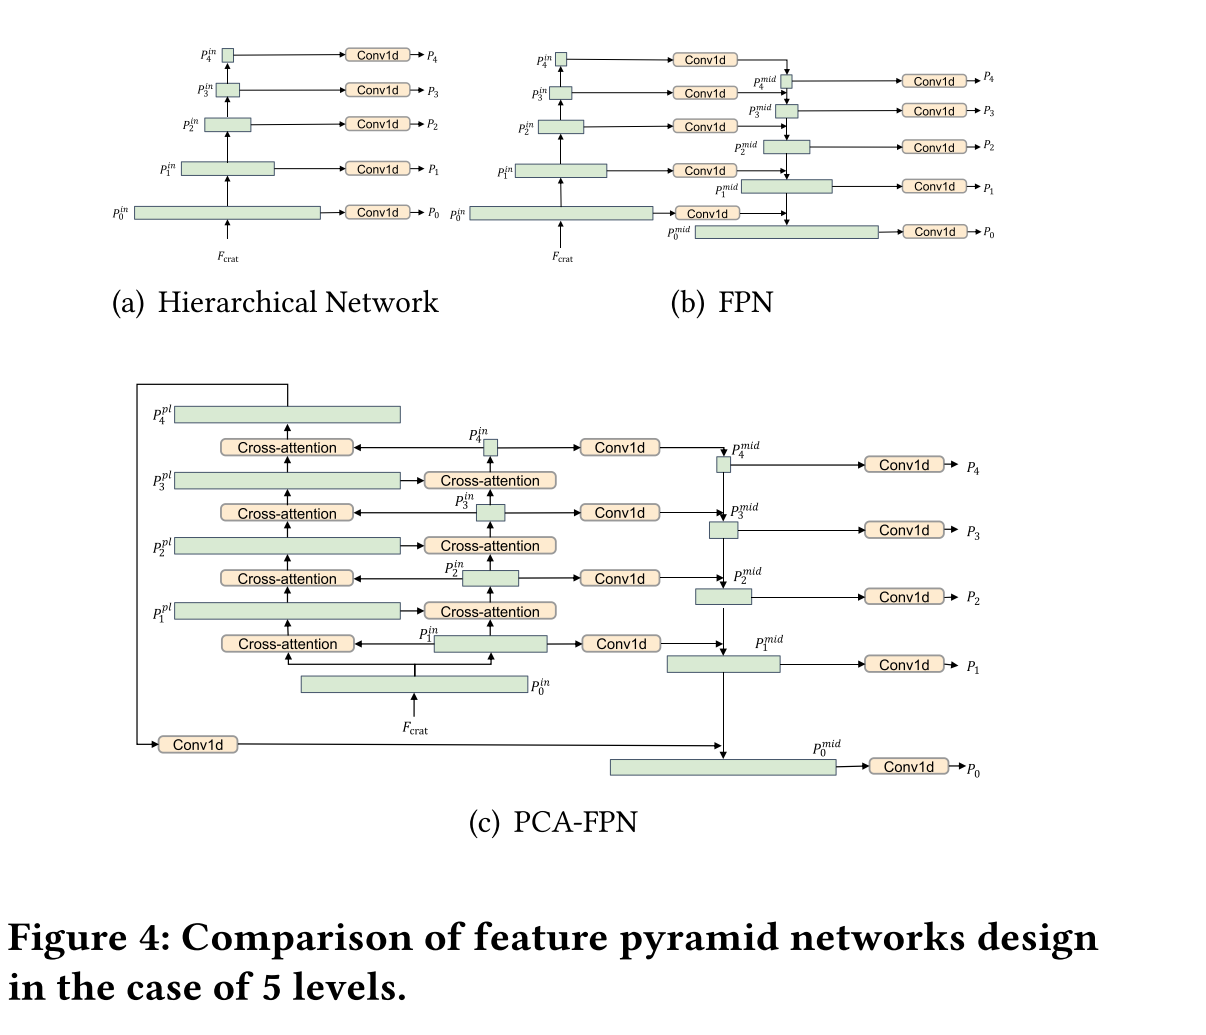 P_4^{in} Conv1d P_4
P_3^{in} Conv1d P_3
P_2^{in} Conv1d P_2
P_1^{in} Conv1d P_1
P_0^{in} Conv1d P_0
F_{crat}
(a) Hierarchical Network
P_4^{in} Conv1d
P_4^{mid} Conv1d P_4
P_3^{in} Conv1d
P_3^{mid} Conv1d P_3
P_2^{in} Conv1d
P_2^{mid} Conv1d P_2
P_1^{in} Conv1d
P_1^{mid} Conv1d P_1
P_0^{in} Conv1d
P_0^{mid} Conv1d P_0
F_{crat}
(b) FPN
P_4^{pl}
Cross-attention P_4^{in} Conv1d P_4^{mid}
Conv1d P_4
P_3^{pl} Cross-attention
Cross-attention P_3^{in} Conv1d P_3^{mid}
Conv1d P_3
P_2^{pl} Cross-attention
Cross-attention P_2^{in} Conv1d P_2^{mid}
Conv1d P_2
P_1^{pl} Cross-attention
Cross-attention P_1^{in} Conv1d P_1^{mid}
Conv1d P_1
P_0^{in}
F_{crat}
Conv1d P_0^{mid}
Conv1d P_0
(c) PCA-FPN
Figure 4: Comparison of feature pyramid networks design
in the case of 5 levels.